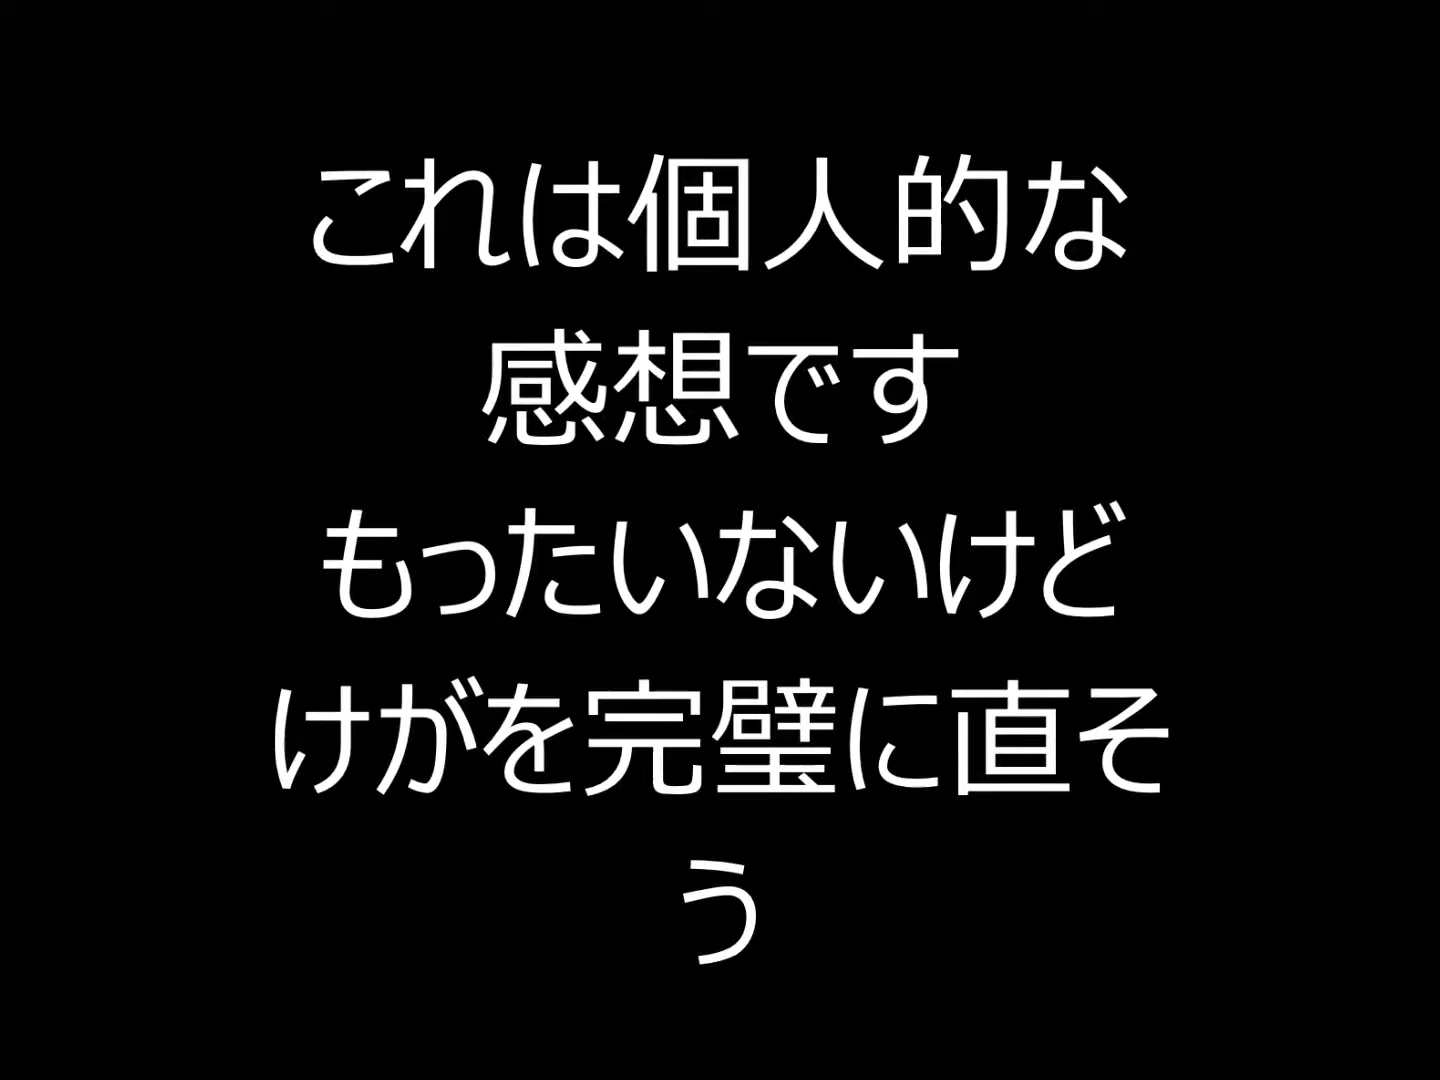 これは個人的な
感想です
もったいないけど
けがを完璧に直そ
う